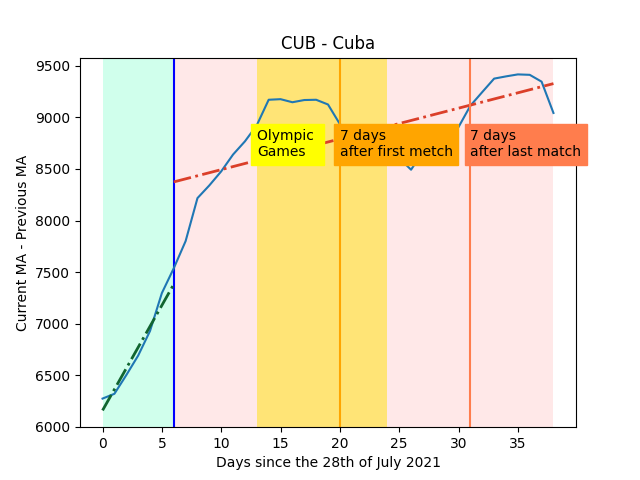 CUB - Cuba
Current MA - Previous MA
9500
9000
8500
8000
7500
7000
6500
6000
Olympic
Games
7 days
after first metch
7 days
after last match
0
5
10
15
20
25
30
35
Days since the 28th of July 2021